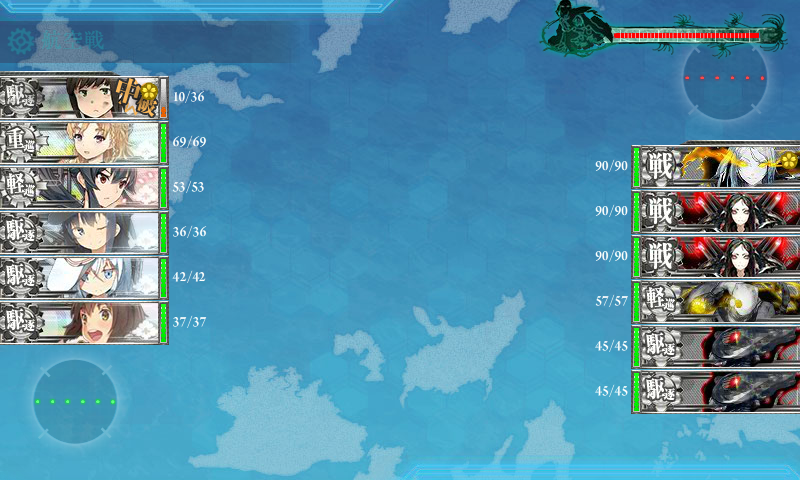 航空戦
駆逐 中破 10/36
重巡 69/69
軽巡 53/53
駆逐 36/36
駆逐 42/42
駆逐 37/37
90/90 戦
90/90 戦
90/90 戦
57/57 軽巡
45/45 駆逐
45/45 駆逐